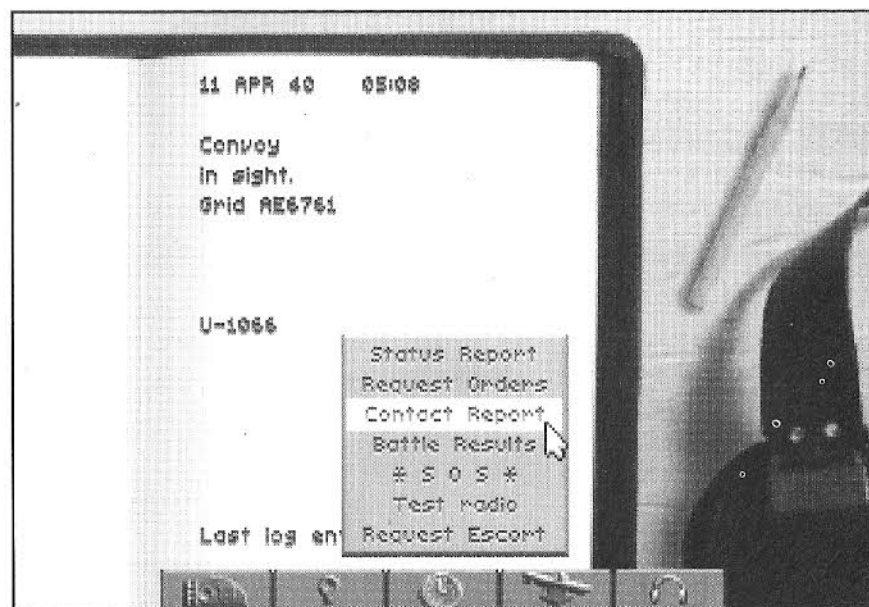 11 APR 40 05:08
Convoy
in sight.
Grid AE6761
U-1066
Status Report
Request Orders
Contact Report
Battle Results
* S O S *
Test radio
Request Escort
Last log en